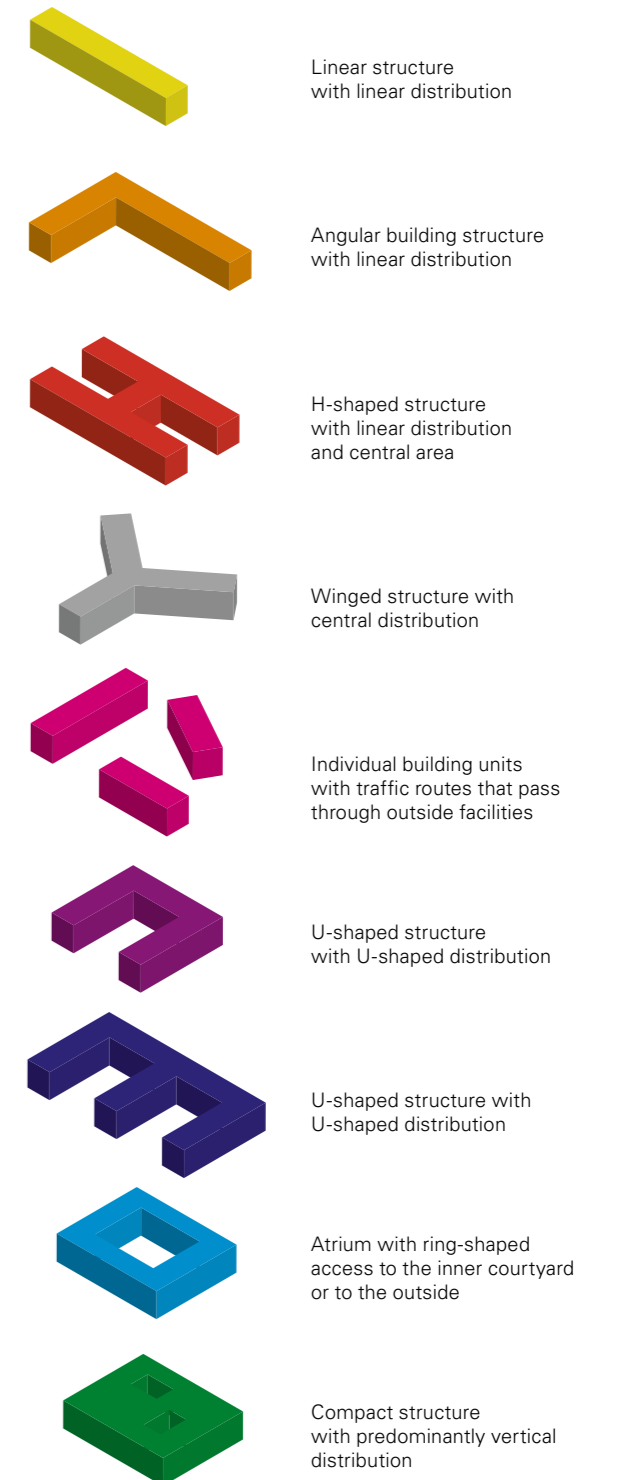 Linear structure
with linear distribution
Angular building structure
with linear distribution
H-shaped structure
with linear distribution
and central area
Winged structure with
central distribution
Individual building units
with traffic routes that pass
through outside facilities
U-shaped structure
with U-shaped distribution
U-shaped structure with
U-shaped distribution
Atrium with ring-shaped
access to the inner courtyard
or to the outside
Compact structure
with predominantly vertical
distribution